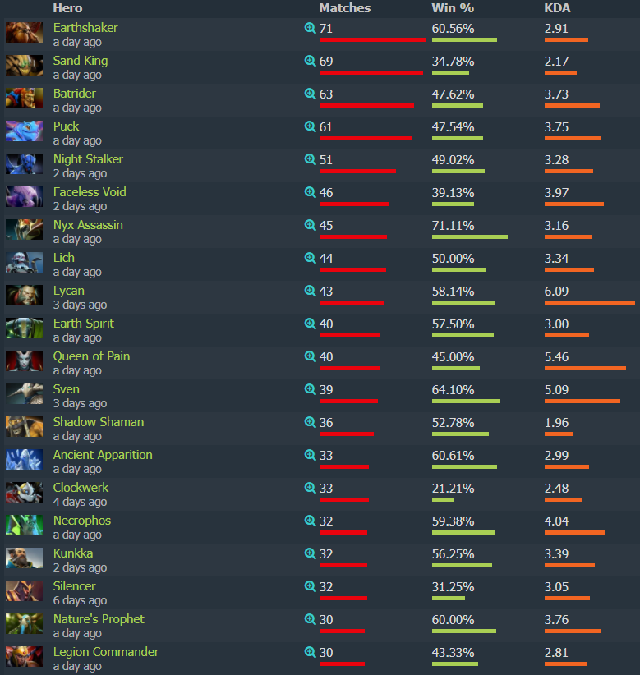 Hero Matches Win % KDA
Earthshaker 71 60.56% 2.91
a day ago
Sand King 69 34.78% 2.17
a day ago
Batrider 63 47.62% 3.73
a day ago
Puck 61 47.54% 3.75
a day ago
Night Stalker 51 49.02% 3.28
2 days ago
Faceless Void 46 39.13% 3.97
2 days ago
Nyx Assassin 45 71.11% 3.16
a day ago
Lich 44 50.00% 3.34
a day ago
Lycan 43 58.14% 6.09
3 days ago
Earth Spirit 40 57.50% 3.00
a day ago
Queen of Pain 40 45.00% 5.46
a day ago
Sven 39 64.10% 5.09
3 days ago
Shadow Shaman 36 52.78% 1.96
a day ago
Ancient Apparition 33 60.61% 2.99
a day ago
Clockwerk 33 21.21% 2.48
4 days ago
Necrophos 32 59.38% 4.04
a day ago
Kunkka 32 56.25% 3.39
2 days ago
Silencer 32 31.25% 3.05
6 days ago
Nature's Prophet 30 60.00% 3.76
a day ago
Legion Commander 30 43.33% 2.81
a day ago